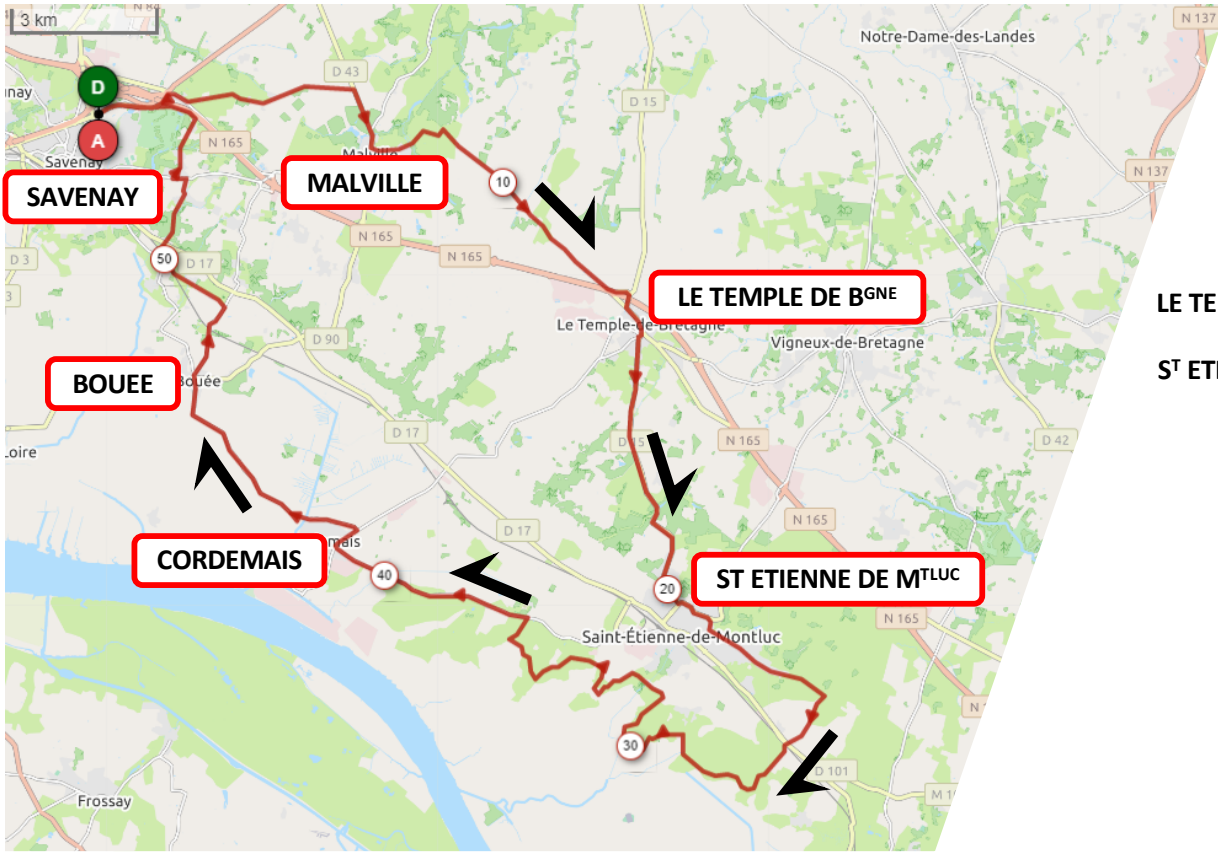 3 km
N 84
N 137
Notre-Dame-des-Landes
D
D 43
D 15
A
Savenay
N 165
Malville
N 137
SAVENAY
MALVILLE
10
N 165
D 3
50
D 17
N 165
LE TEMPLE DE BGNE
LE TE
Le Temple-de-Bretagne
Vigneux-de-Bretagne
D 90
BOUEE
Bouée
ST ETI
D 17
D 15
N 165
D 42
Loire
N 165
D 17
CORDEMAIS
mais
40
20
ST ETIENNE DE MTLUC
N 165
Saint-Étienne-de-Montluc
30
D 101
Frossay